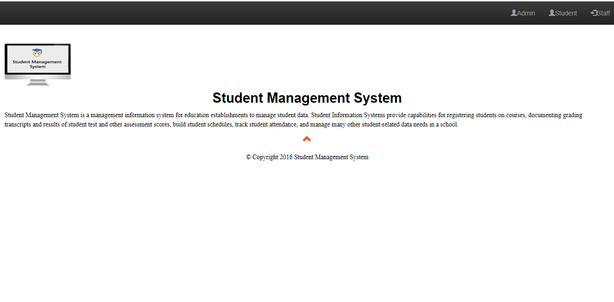 Admin Student Staff
Student Management
System
Student Management System
Student Management System is a management information system for education establishments to manage student data. Student Information Systems provide capabilities for registering students on courses, documenting grading
transcripts and results of student test and other assessment scores, build student schedules, track student attendance, and manage many other student-related data needs in a school.
© Copyright 2016 Student Management System